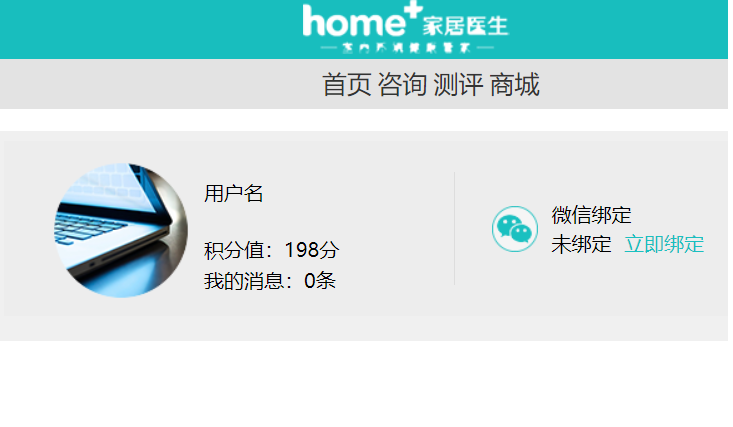 home+ 家居医生
首页 咨询 测评 商城
用户名
积分值：198分
我的消息：0条
微信绑定
未绑定 立即绑定